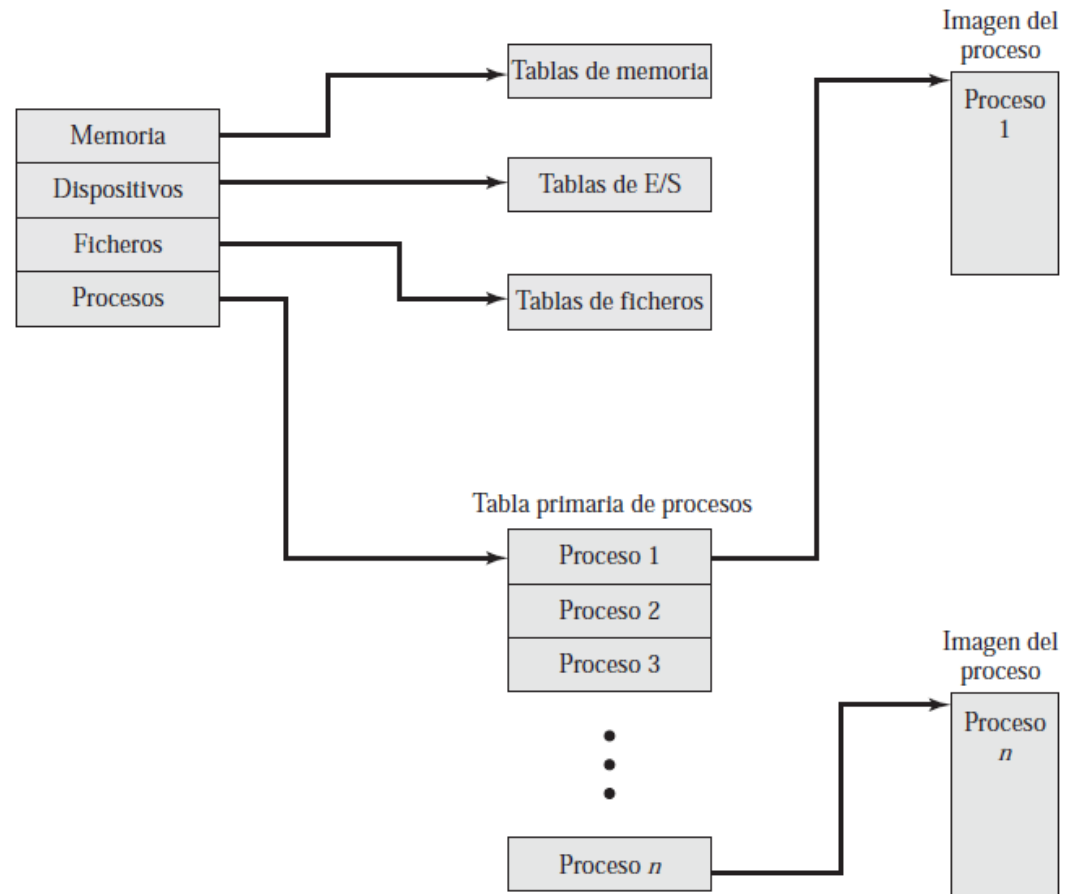 Imagen del
proceso
Tablas de memoria
Proceso
1
Memoria
Dispositivos
Tablas de E/S
Ficheros
Procesos
Tablas de ficheros
Tabla primaria de procesos
Proceso 1
Proceso 2
Proceso 3
Imagen del
proceso
Proceso
n
Proceso n